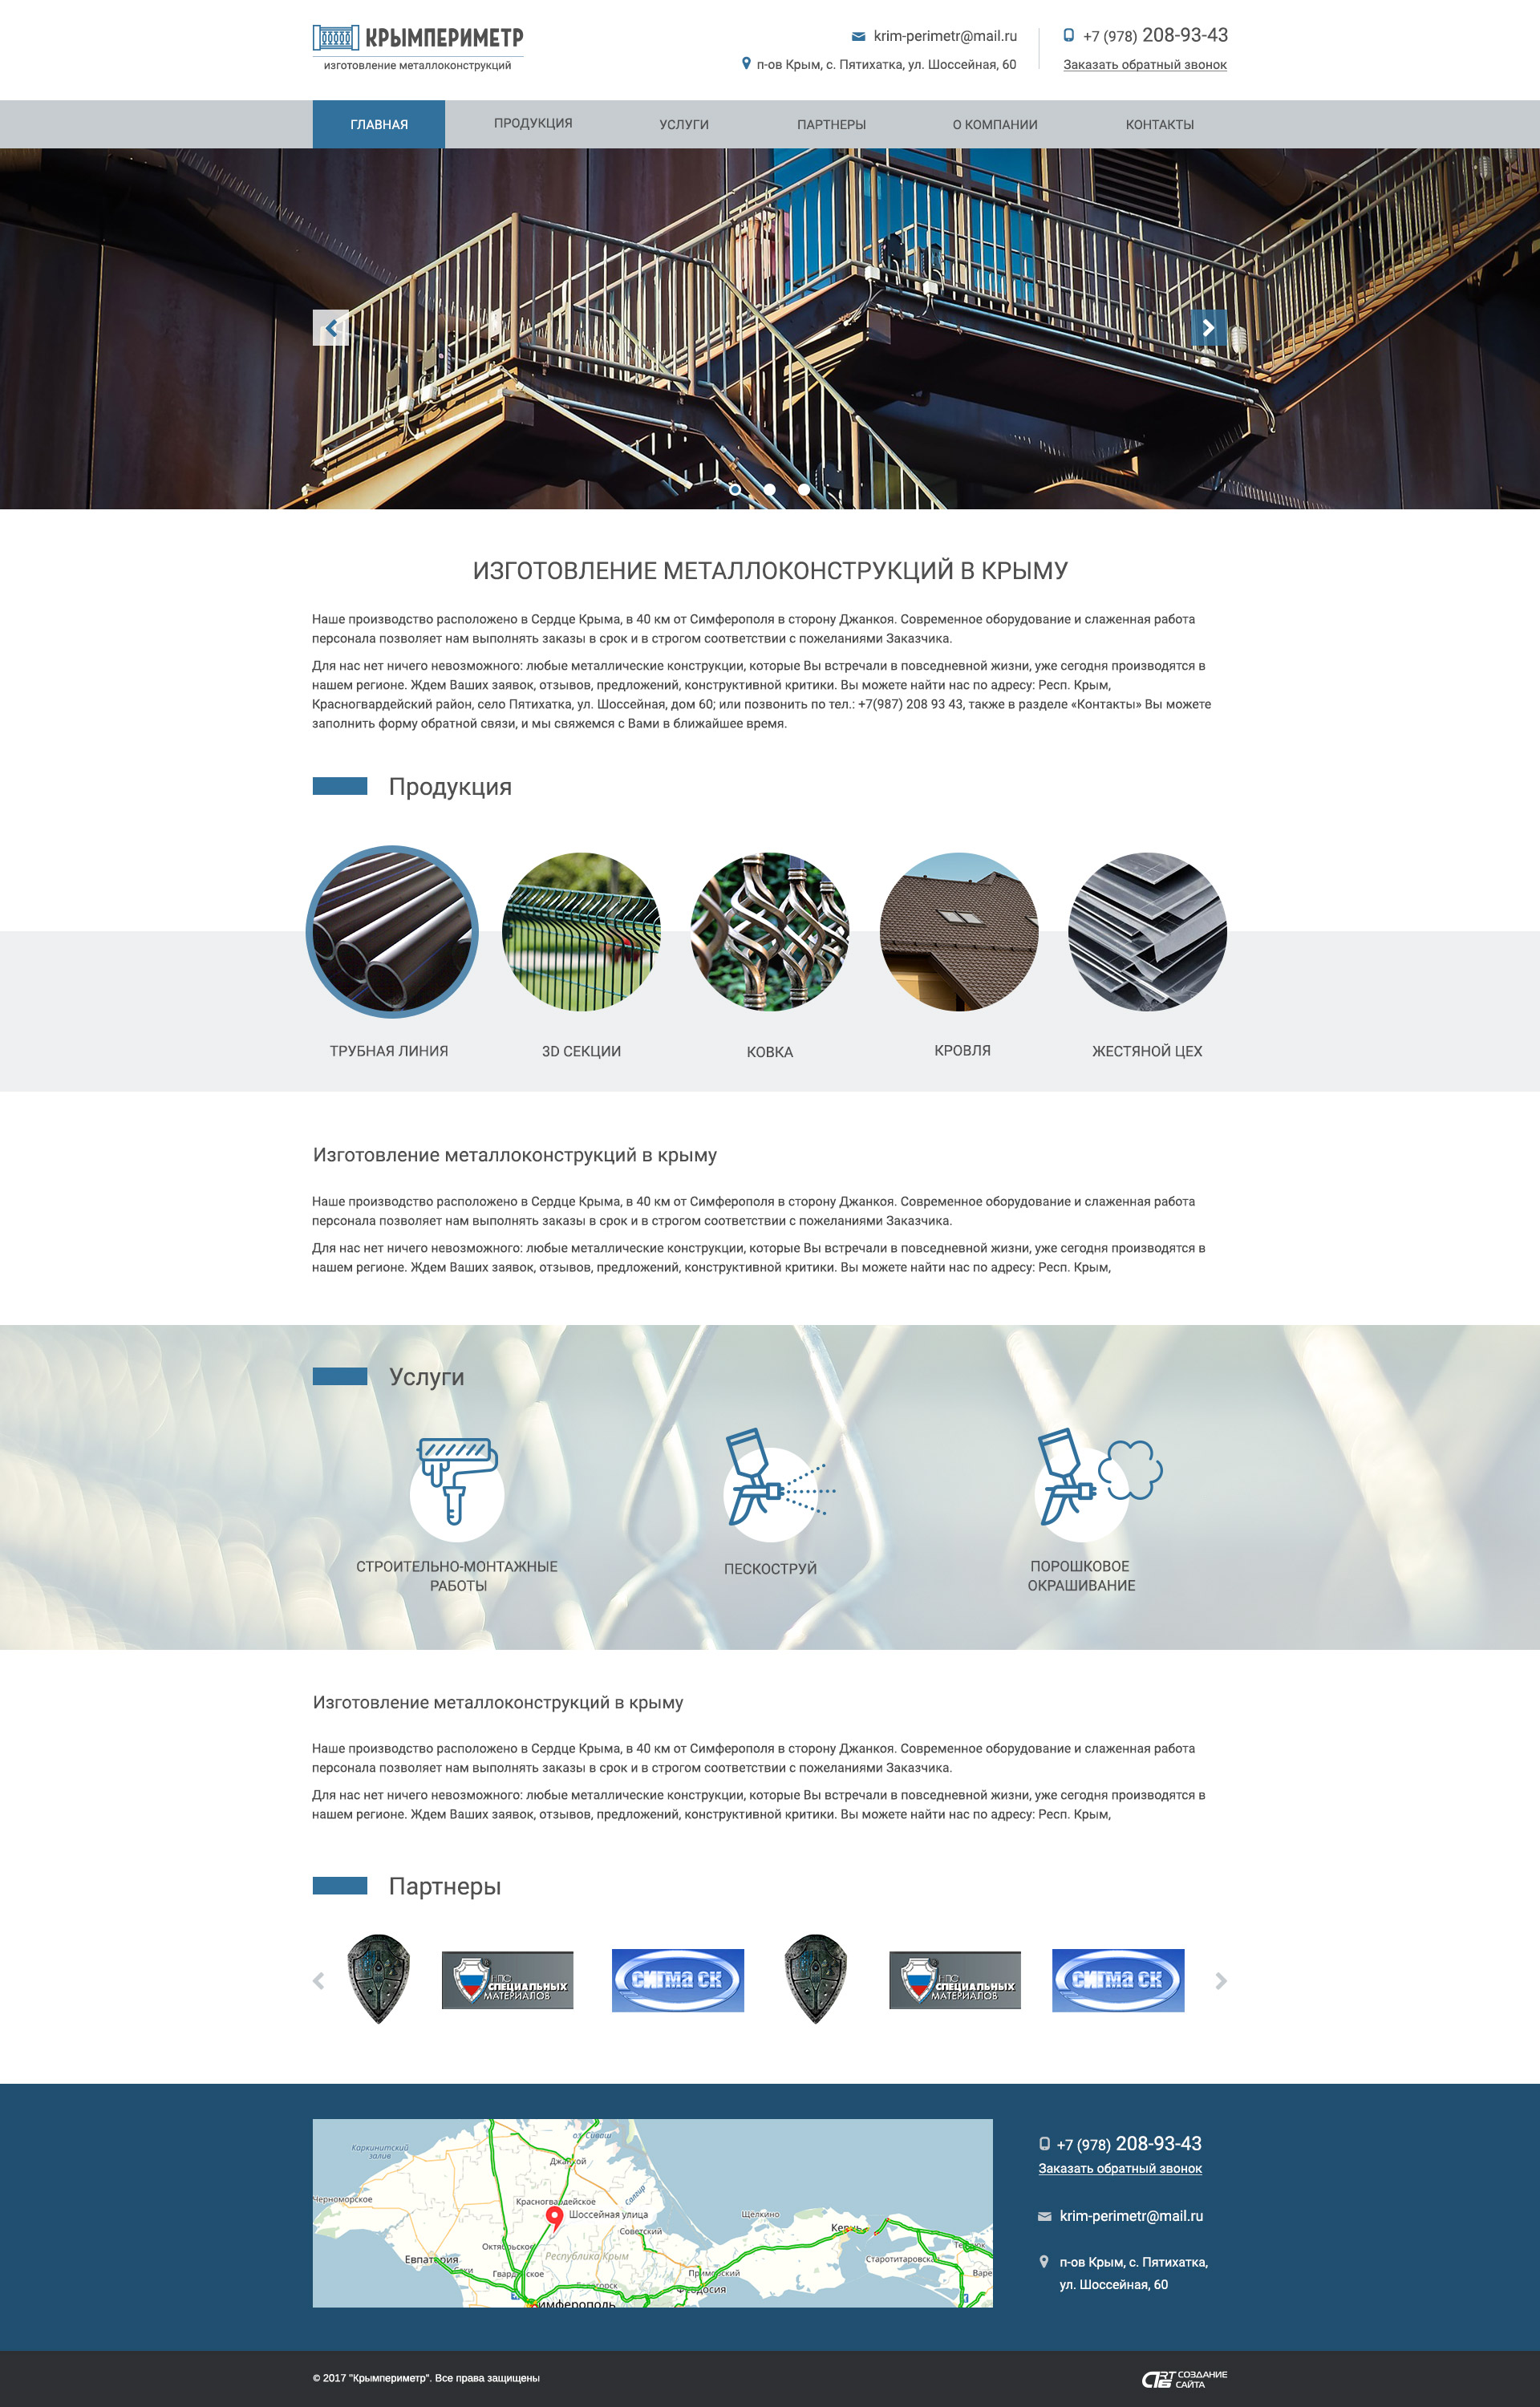 КРЫМПЕРИМЕТР
изготовление металлоконструкций
krim-perimetr@mail.ru
п-ов Крым, с. Пятихатка, ул. Шоссейная, 60
+7 (978) 208-93-43
Заказать обратный звонок
ГЛАВНАЯ
ПРОДУКЦИЯ
УСЛУГИ
ПАРТНЕРЫ
О КОМПАНИИ
КОНТАКТЫ
ИЗГОТОВЛЕНИЕ МЕТАЛЛОКОНСТРУКЦИЙ В КРЫМУ
Наше производство расположено в Сердце Крыма, в 40 км от Симферополя в сторону Джанкоя. Современное оборудование и слаженная работа
персонала позволяет нам выполнять заказы в срок и в строгом соответствии с пожеланиями Заказчика.
Для нас нет ничего невозможного: любые металлические конструкции, которые Вы встречали в повседневной жизни, уже сегодня производятся в
нашем регионе. Ждем Ваших заявок, отзывов, предложений, конструктивной критики. Вы можете найти нас по адресу: Респ. Крым,
Красногвардейский район, село Пятихатка, ул. Шоссейная, дом 60; или позвонить по тел.: +7(987) 208 93 43, также в разделе «Контакты» Вы можете
заполнить форму обратной связи, и мы свяжемся с Вами в ближайшее время.
Продукция
ТРУБНАЯ ЛИНИЯ
3D СЕКЦИИ
КОВКА
КРОВЛЯ
ЖЕСТЯНОЙ ЦЕХ
Изготовление металлоконструкций в крыму
Наше производство расположено в Сердце Крыма, в 40 км от Симферополя в сторону Джанкоя. Современное оборудование и слаженная работа
персонала позволяет нам выполнять заказы в срок и в строгом соответствии с пожеланиями Заказчика.
Для нас нет ничего невозможного: любые металлические конструкции, которые Вы встречали в повседневной жизни, уже сегодня производятся в
нашем регионе. Ждем Ваших заявок, отзывов, предложений, конструктивной критики. Вы можете найти нас по адресу: Респ. Крым,
Услуги
СТРОИТЕЛЬНО-МОНТАЖНЫЕ
РАБОТЫ
ПЕСКОСТРУЙ
ПОРОШКОВОЕ
ОКРАШИВАНИЕ
Изготовление металлоконструкций в крыму
Наше производство расположено в Сердце Крыма, в 40 км от Симферополя в сторону Джанкоя. Современное оборудование и слаженная работа
персонала позволяет нам выполнять заказы в срок и в строгом соответствии с пожеланиями Заказчика.
Для нас нет ничего невозможного: любые металлические конструкции, которые Вы встречали в повседневной жизни, уже сегодня производятся в
нашем регионе. Ждем Ваших заявок, отзывов, предложений, конструктивной критики. Вы можете найти нас по адресу: Респ. Крым,
Партнеры
НПО
СПЕЦИАЛЬНЫХ
МАТЕРИАЛОВ
СИГМА СК
НПО
СПЕЦИАЛЬНЫХ
МАТЕРИАЛОВ
СИГМА СК
оз. Сиваш
Каркинитский
залив
Джанкой
Салгир
Черноморское
Красногвардейское
Шоссейная улица
Щелкино
Советский
Керчь
Октябрьское
Республика Крым
Евпатория
Саки
Старотитаровская
Гвардейское
Приморский
Феодосия
Симферополь
+7 (978) 208-93-43
Заказать обратный звонок
krim-perimetr@mail.ru
п-ов Крым, с. Пятихатка,
ул. Шоссейная, 60
© 2017 "Крымпериметр". Все права защищены
СОЗДАНИЕ
САЙТА